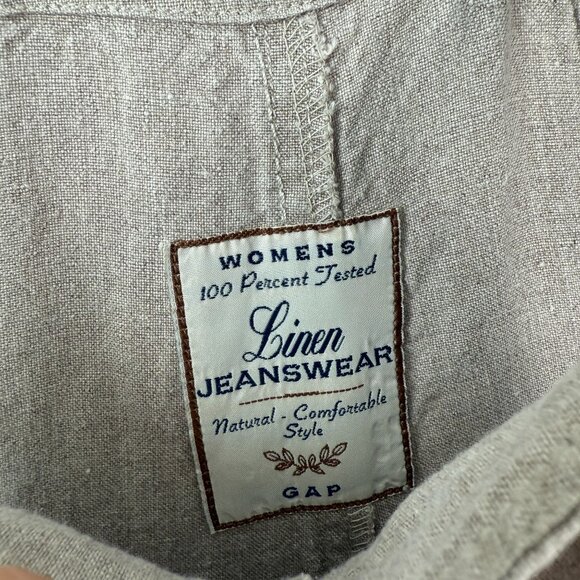 WOMENS
100 Percent Tested
Linen
JEANSWEAR
Natural - Comfortable
Style
GAP